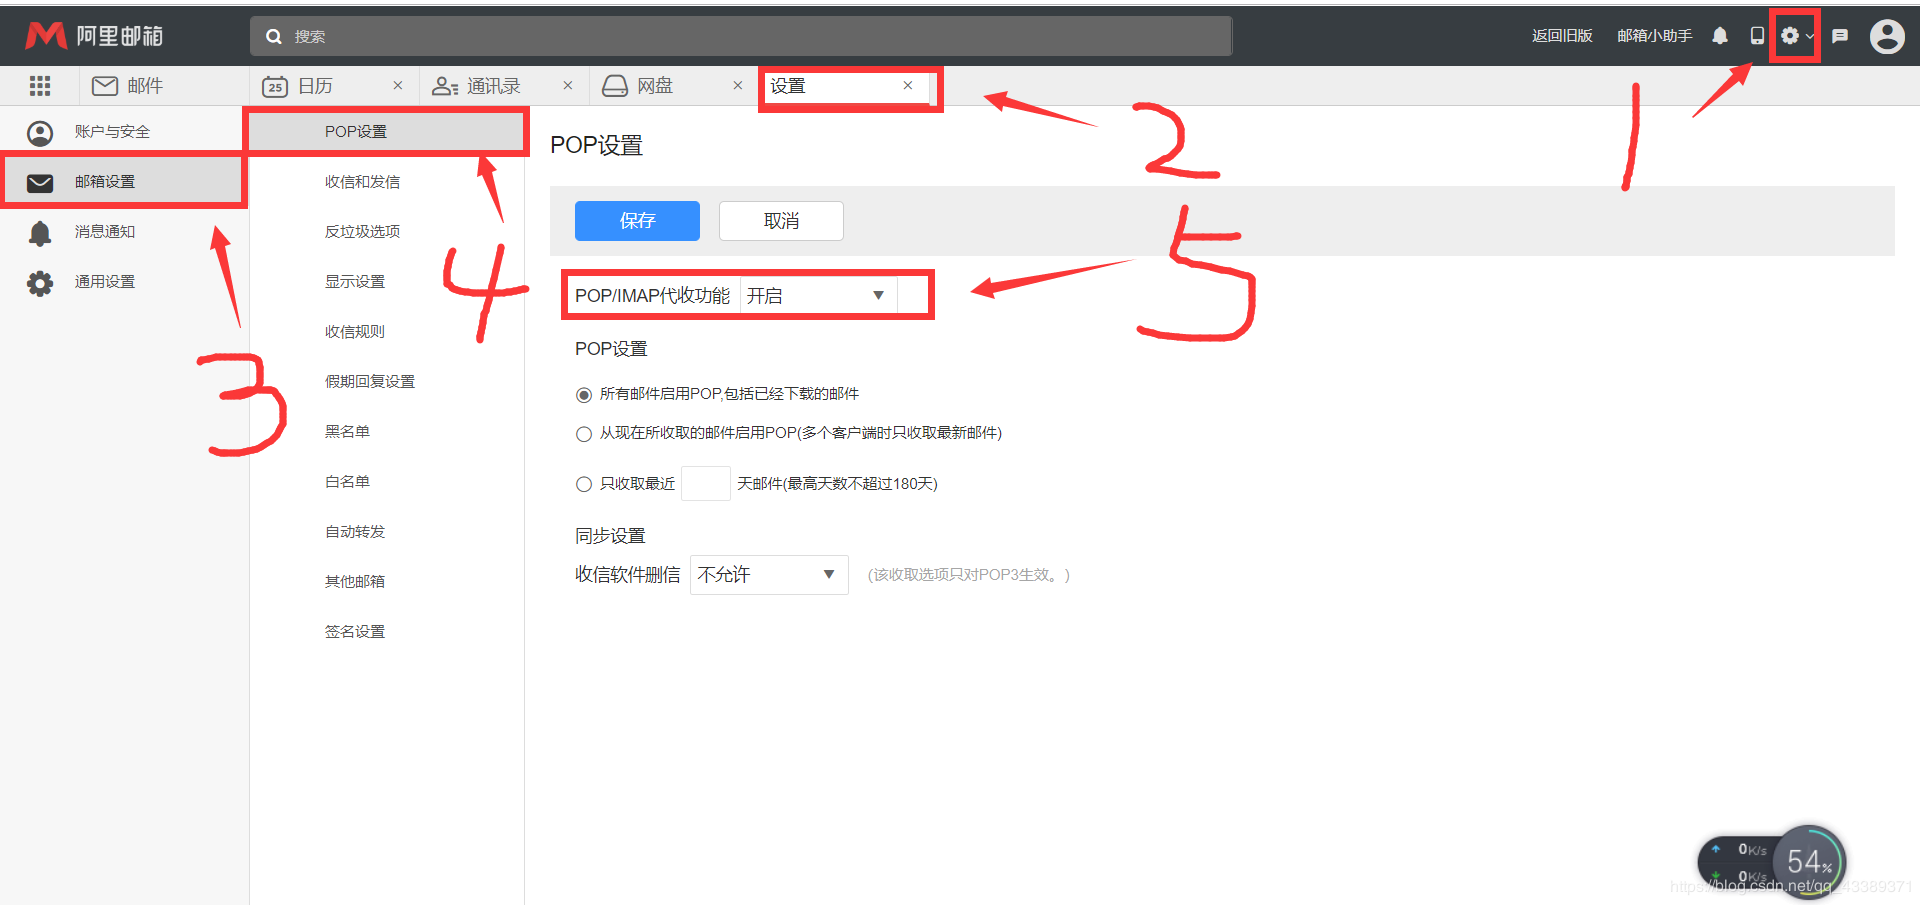 阿里邮箱
搜索
返回旧版
邮箱小助手
邮件
25
日历
通讯录
网盘
设置
1
2
账户与安全
邮箱设置
消息通知
通用设置
3
POP设置
收信和发信
反垃圾选项
显示设置
收信规则
假期回复设置
黑名单
白名单
自动转发
其他邮箱
签名设置
4
POP设置
保存
取消
5
POP/IMAP代收功能 开启
POP设置
所有邮件启用POP,包括已经下载的邮件
从现在所收取的邮件启用POP(多个客户端时只收取最新邮件)
只收取最近 天邮件(最高天数不超过180天)
同步设置
收信软件删信 不允许 (该收取选项只对POP3生效。)
0K/s
0K/s
54%
https://blog.csdn.net/qq_43389371